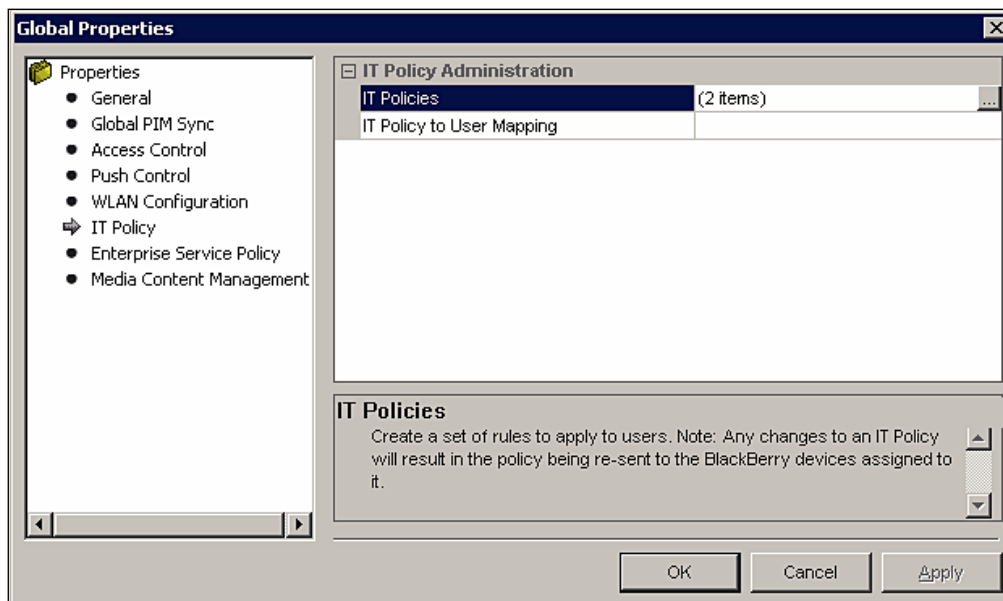 Global Properties
Properties
General
Global PIM Sync
Access Control
Push Control
WLAN Configuration
IT Policy
Enterprise Service Policy
Media Content Management
IT Policy Administration
IT Policies (2 items) ...
IT Policy to User Mapping
IT Policies
Create a set of rules to apply to users. Note: Any changes to an IT Policy
will result in the policy being re-sent to the BlackBerry devices assigned to
it.
OK Cancel Apply